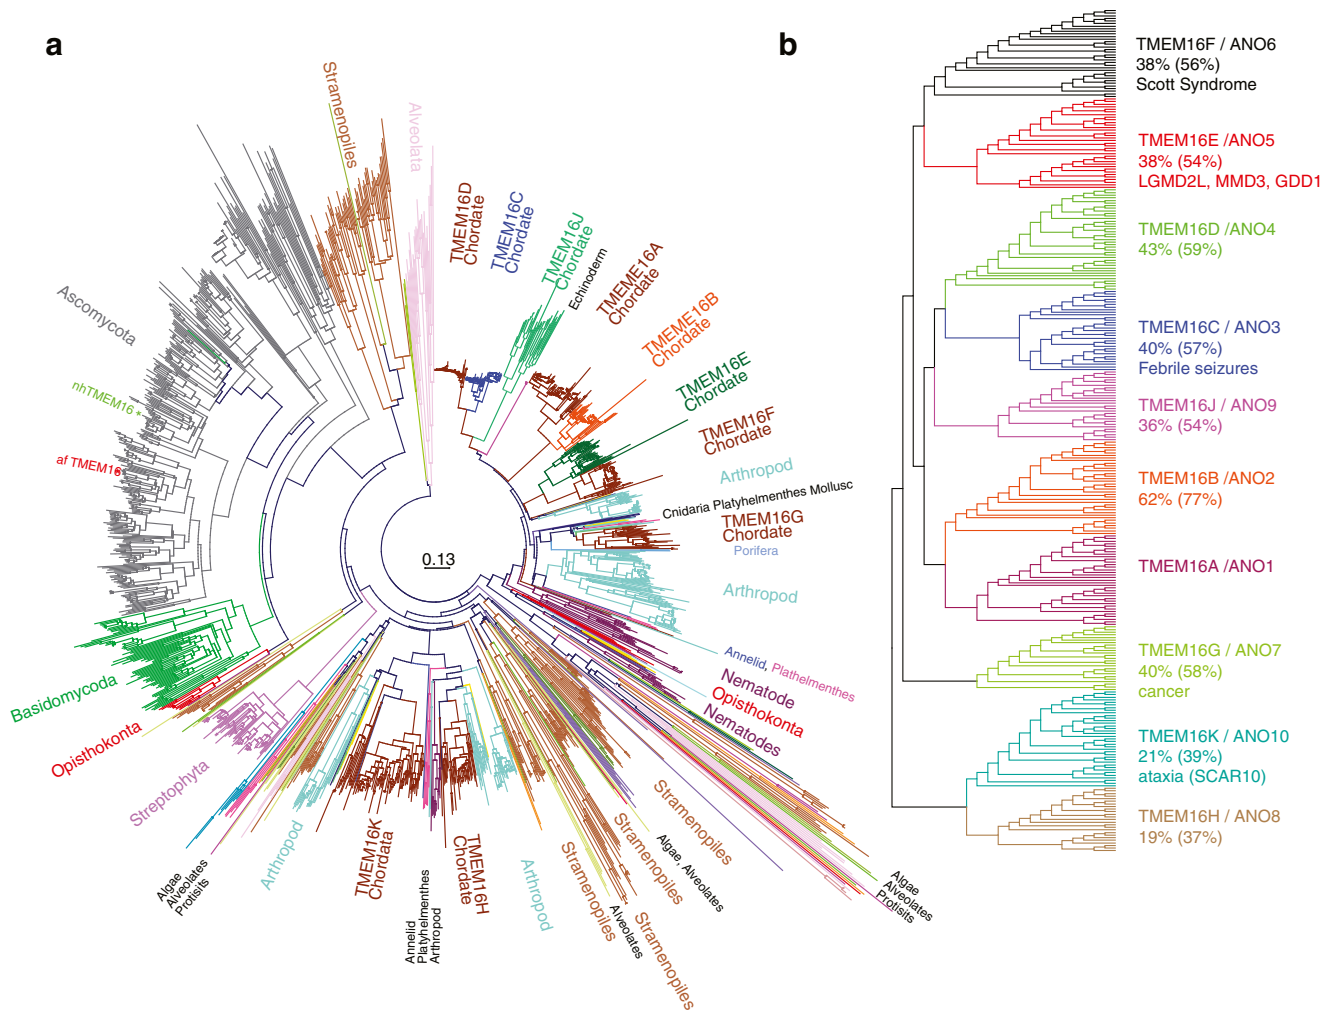 a
Stramenopiles
Alveolata
TMEM16D
Chordate
TMEM16C
Chordate
TMEM16J
Chordate
Echinoderm
TMEME16A
Chordate
TMEME16B
Chordate
TMEM16E
Chordate
TMEM16F
Chordate
Arthropod
Cnidaria Platyhelmenthes Mollusc
TMEM16G
Chordate
Porifera
Arthropod
Annelid, Plathelmenthes
Nematode
Opisthokonta
Nematodes
Algae
Alveolates
Protisits
Stramenopiles
Algae, Alveolates
Stramenopiles
Stramenopiles
Alveolates
Stramenopiles
Arthropod
TMEM16H
Chordate
Annelid
Platyhelmenthes
Arthropod
TMEM16K
Chordata
Arthropod
Algae
Alveolates
Protisits
Streptophyta
Opisthokonta
Basidomycoda
af TMEM16
nhTMEM16 *
Ascomycota
0.13
b
TMEM16F / ANO6
38% (56%)
Scott Syndrome
TMEM16E /ANO5
38% (54%)
LGMD2L, MMD3, GDD1
TMEM16D /ANO4
43% (59%)
TMEM16C / ANO3
40% (57%)
Febrile seizures
TMEM16J / ANO9
36% (54%)
TMEM16B /ANO2
62% (77%)
TMEM16A /ANO1
TMEM16G / ANO7
40% (58%)
cancer
TMEM16K / ANO10
21% (39%)
ataxia (SCAR10)
TMEM16H / ANO8
19% (37%)